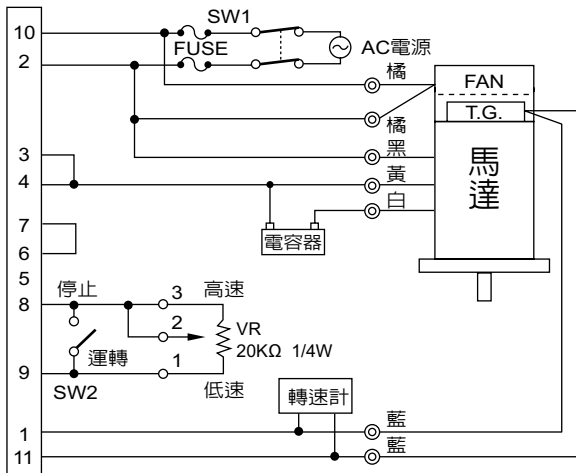 SW1
10
FUSE
AC電源
2
橘
FAN
T.G.
橘
3
黑
馬達
4
黃
白
7
電容器
6
5
停止
3
高速
8
2
VR
20KΩ 1/4W
運轉
1
9
SW2
低速
轉速計
藍
1
藍
11